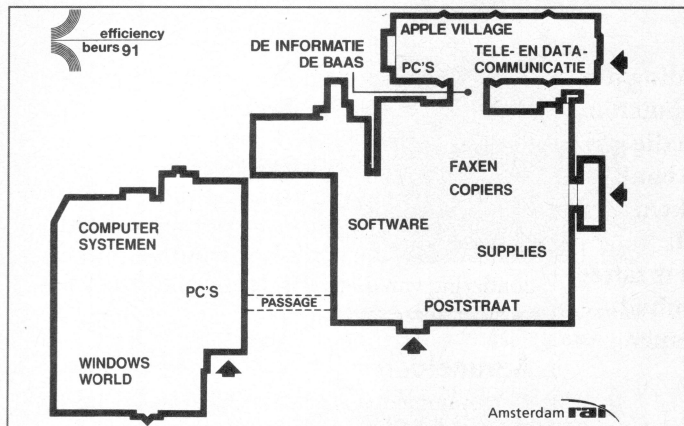 efficiency
beurs 91
DE INFORMATIE
DE BAAS
APPLE VILLAGE
PC'S
TELE- EN DATA-
COMMUNICATIE
FAXEN
COPIERS
SOFTWARE
SUPPLIES
POSTSTRAAT
COMPUTER
SYSTEMEN
PC'S
PASSAGE
WINDOWS
WORLD
Amsterdam rai